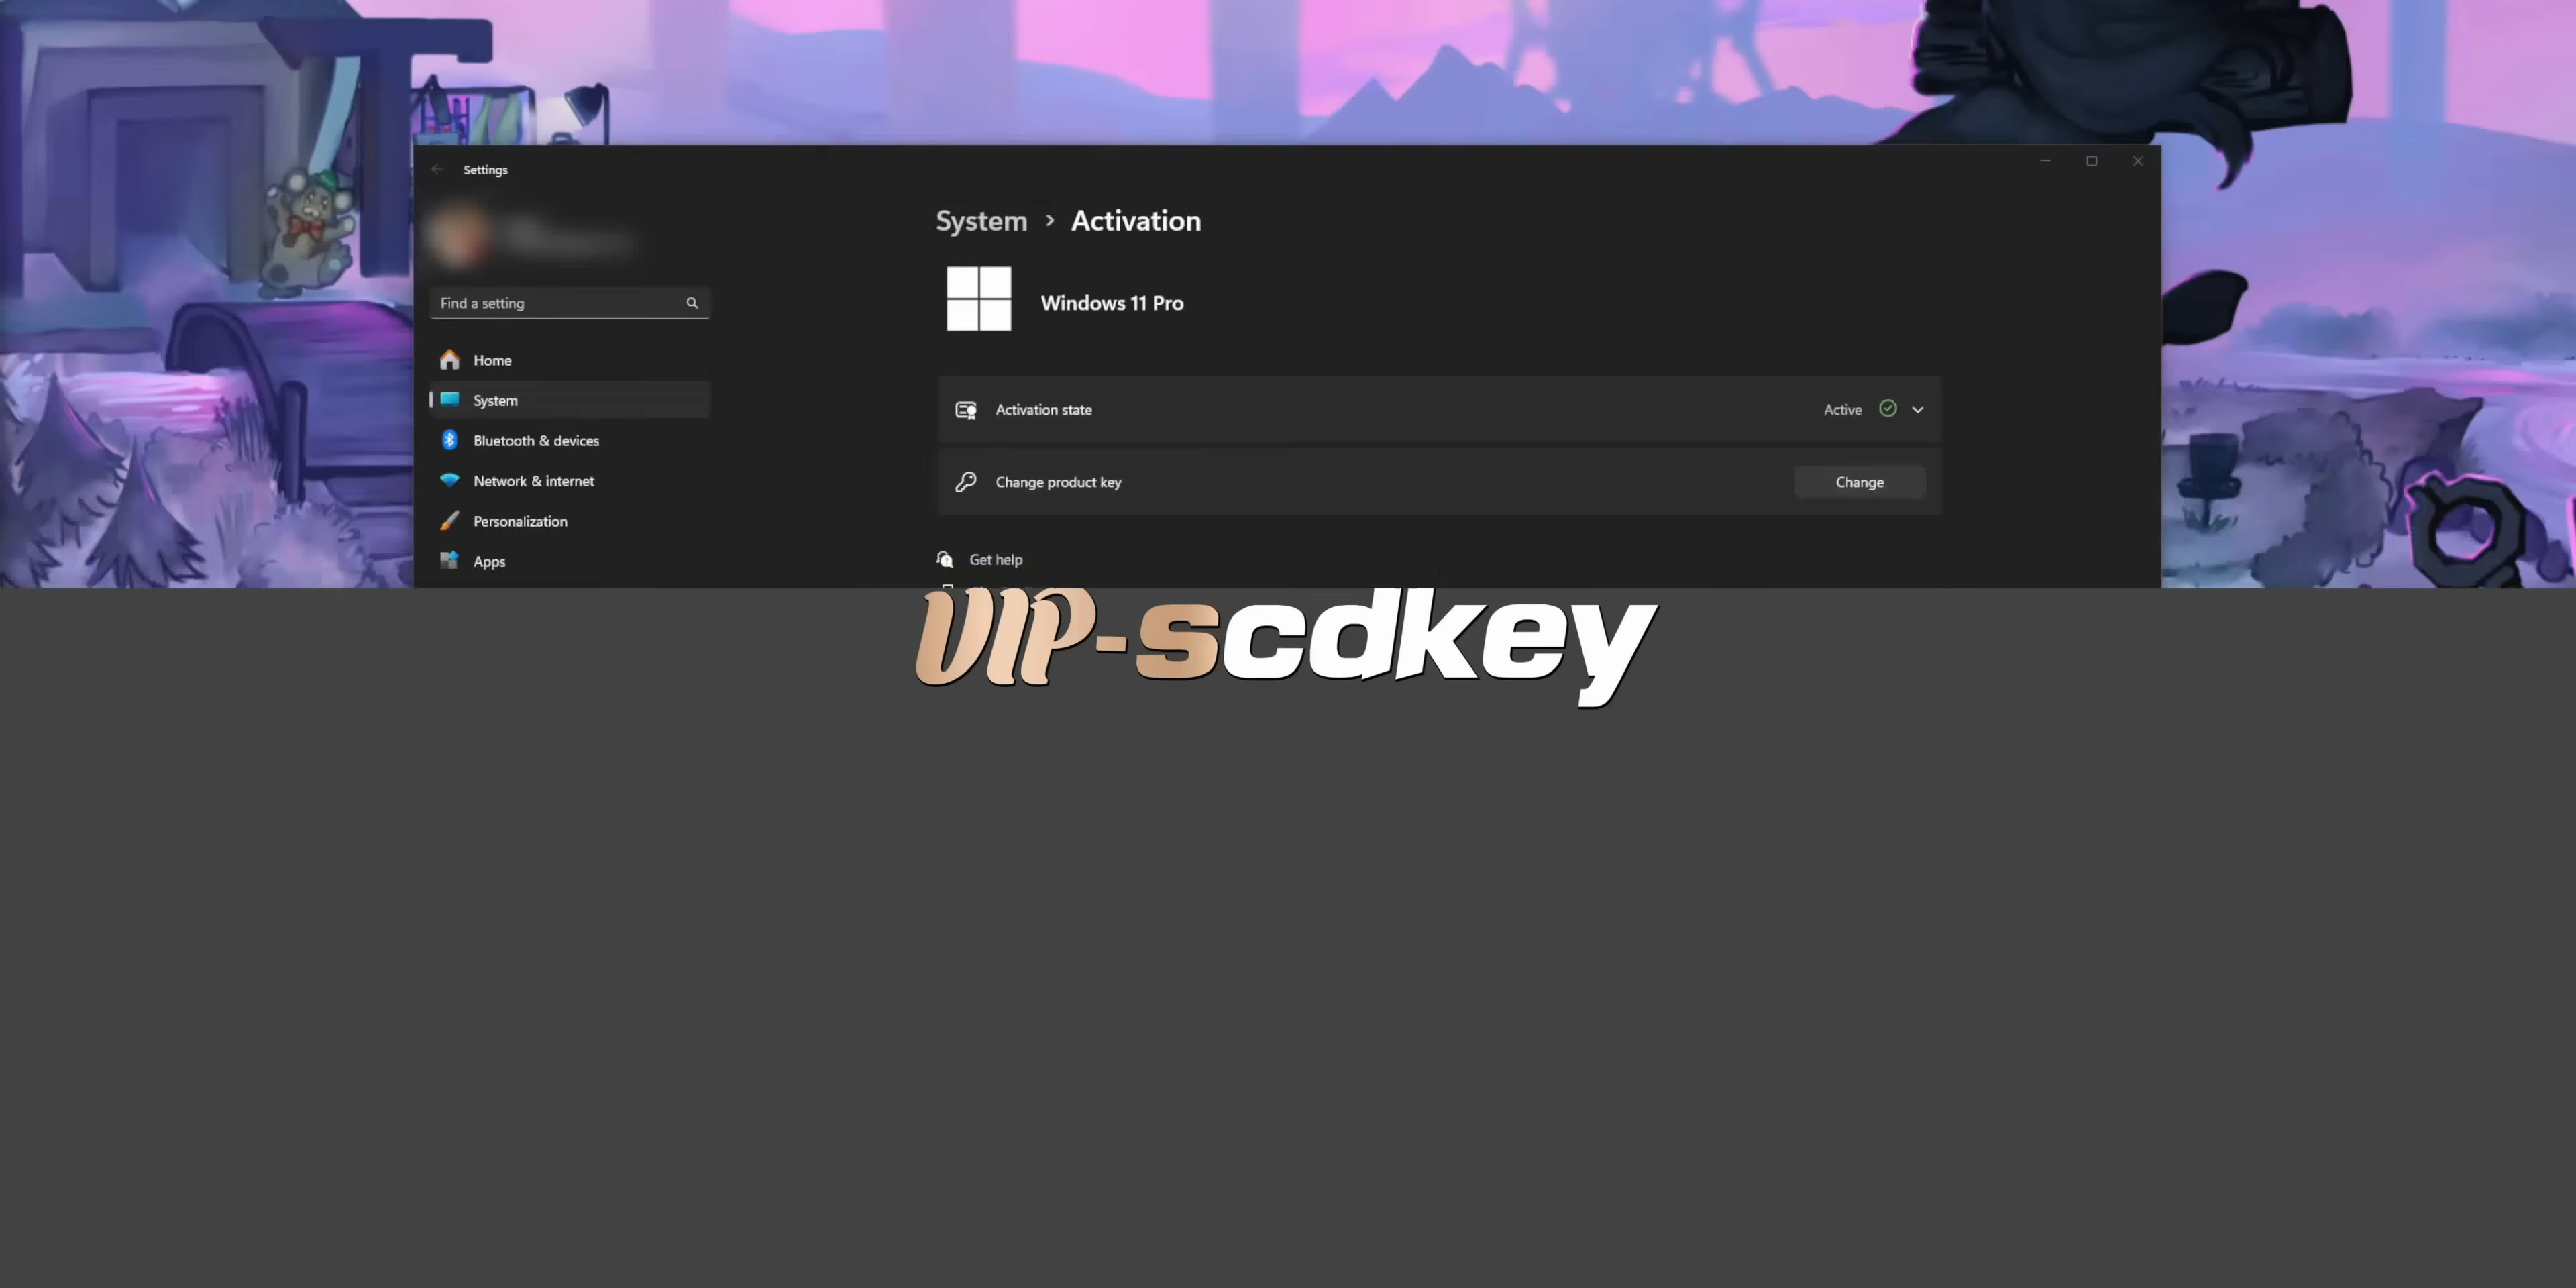 Settings
Find a setting
Home
System
Bluetooth & devices
Network & internet
Personalization
Apps
System > Activation
Windows 11 Pro
Activation state
Active
Change product key
Change
Get help
VIP-scdkey